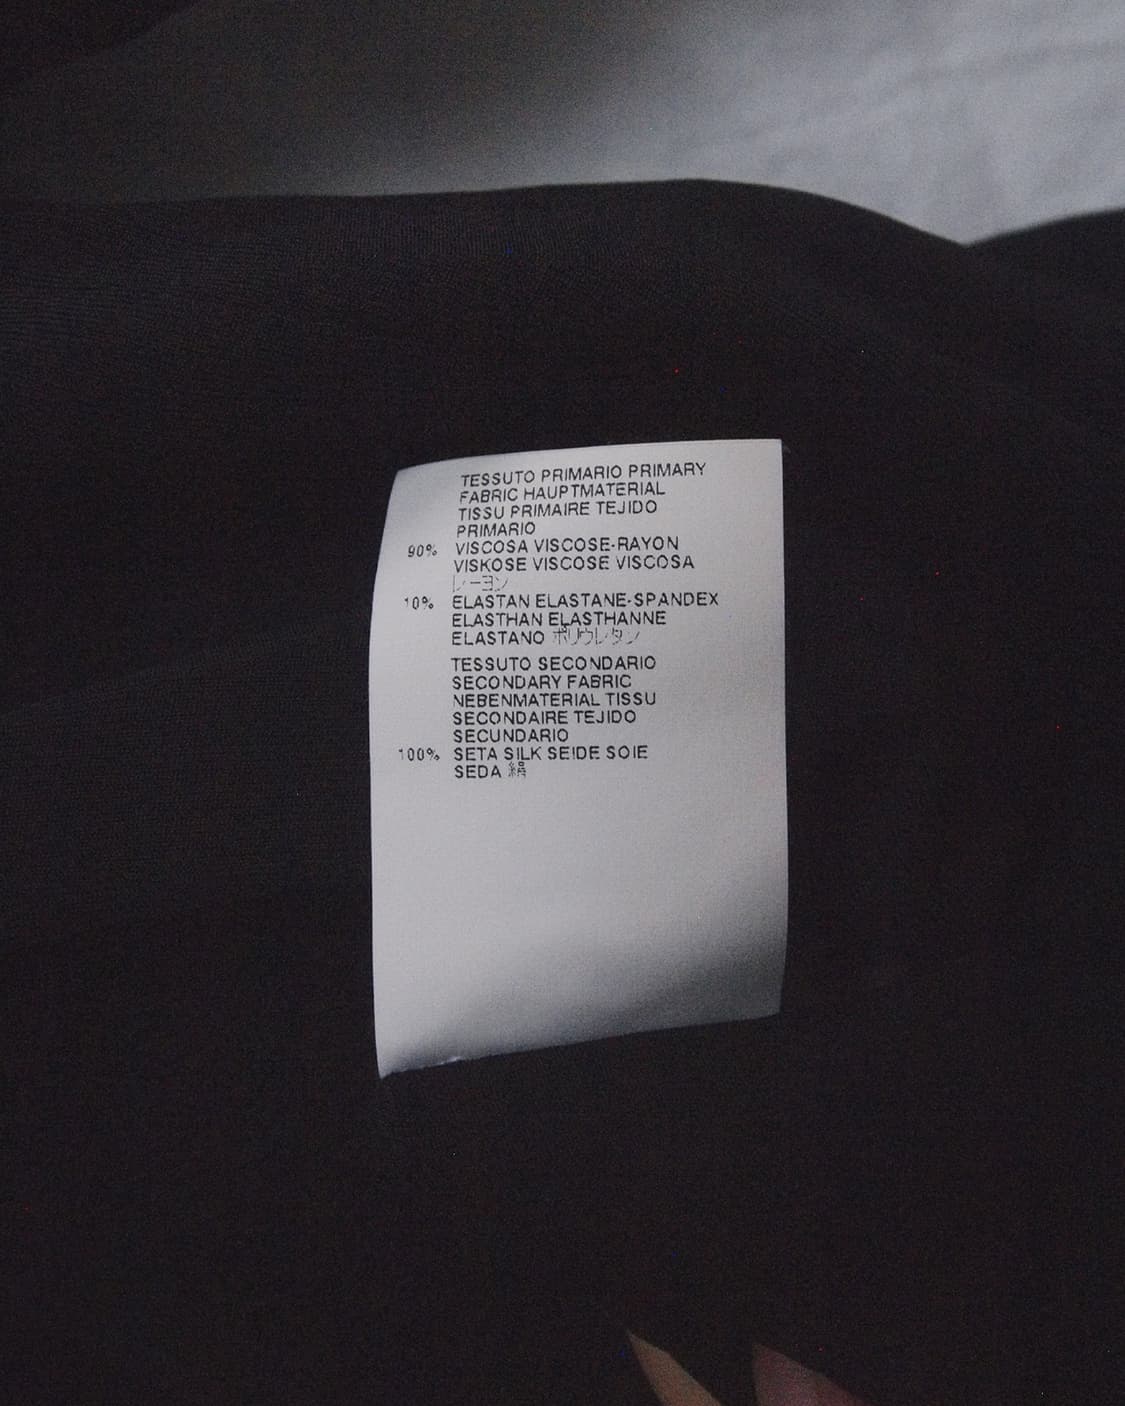 TESSUTO PRIMARIO PRIMARY
FABRIC HAUPTMATERIAL
TISSU PRIMAIRE TEJIDO
PRIMARIO
90% VISCOSA VISCOSE-RAYON
VISKOSE VISCOSE VISCOSA
レーヨン
10% ELASTAN ELASTANE-SPANDEX
ELASTHAN ELASTHANNE
ELASTANO ポリウレタン
TESSUTO SECONDARIO
SECONDARY FABRIC
NEBENMATERIAL TISSU
SECONDAIRE TEJIDO
SECUNDARIO
100% SETA SILK SEIDE SOIE
SEDA 絹